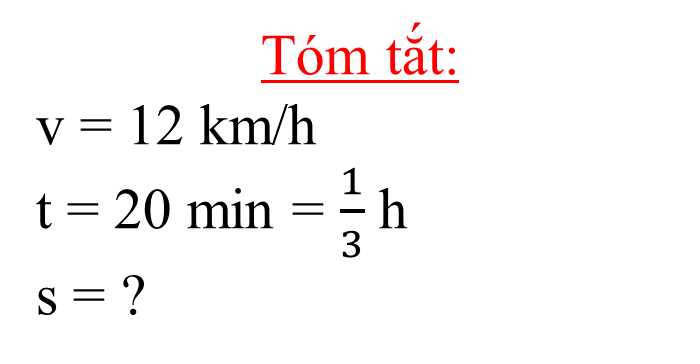 Tóm tắt:
v = 12 km/h
t = 20 min = 1/3 h
s = ?